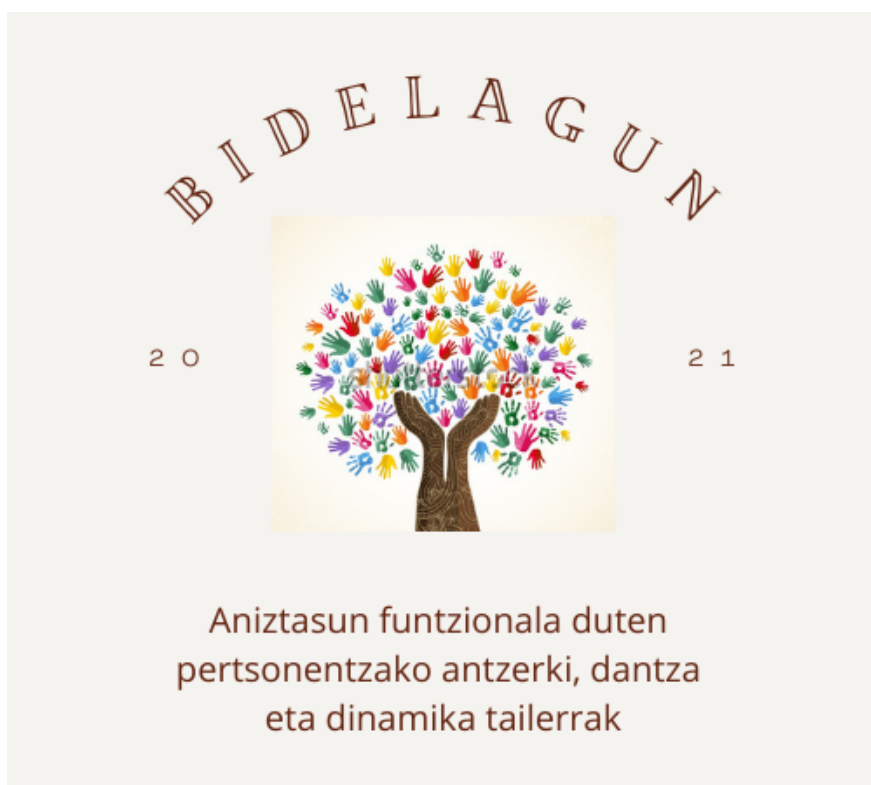 BIDELAGUN
20 21
Aniztasun funtzionala duten
pertsonentzako antzerki, dantza
eta dinamika tailerrak